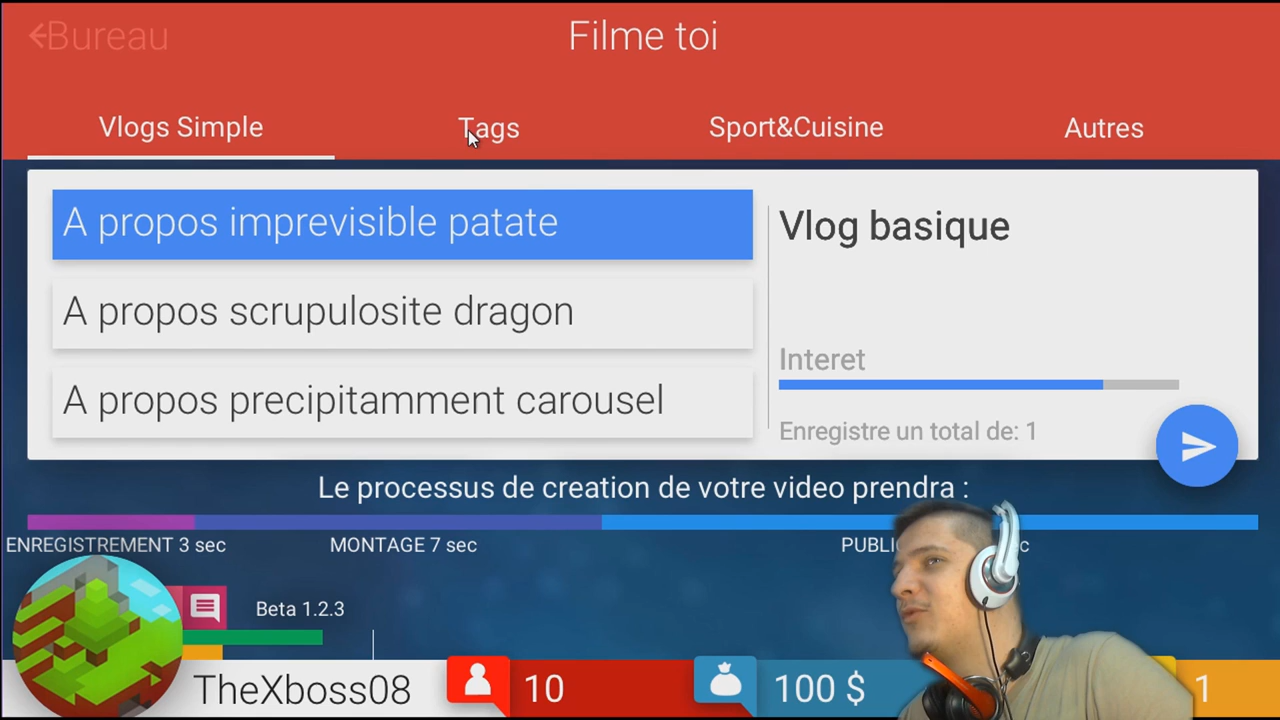 Bureau
Filme toi
Vlogs Simple
Tags
Sport&Cuisine
Autres
A propos imprevisible patate
A propos scrupulosite dragon
A propos precipitamment carousel
Vlog basique
Interet
Enregistre un total de: 1
Le processus de creation de votre video prendra :
ENREGISTREMENT 3 sec
MONTAGE 7 sec
Beta 1.2.3
TheXboss08
10
100 $
1